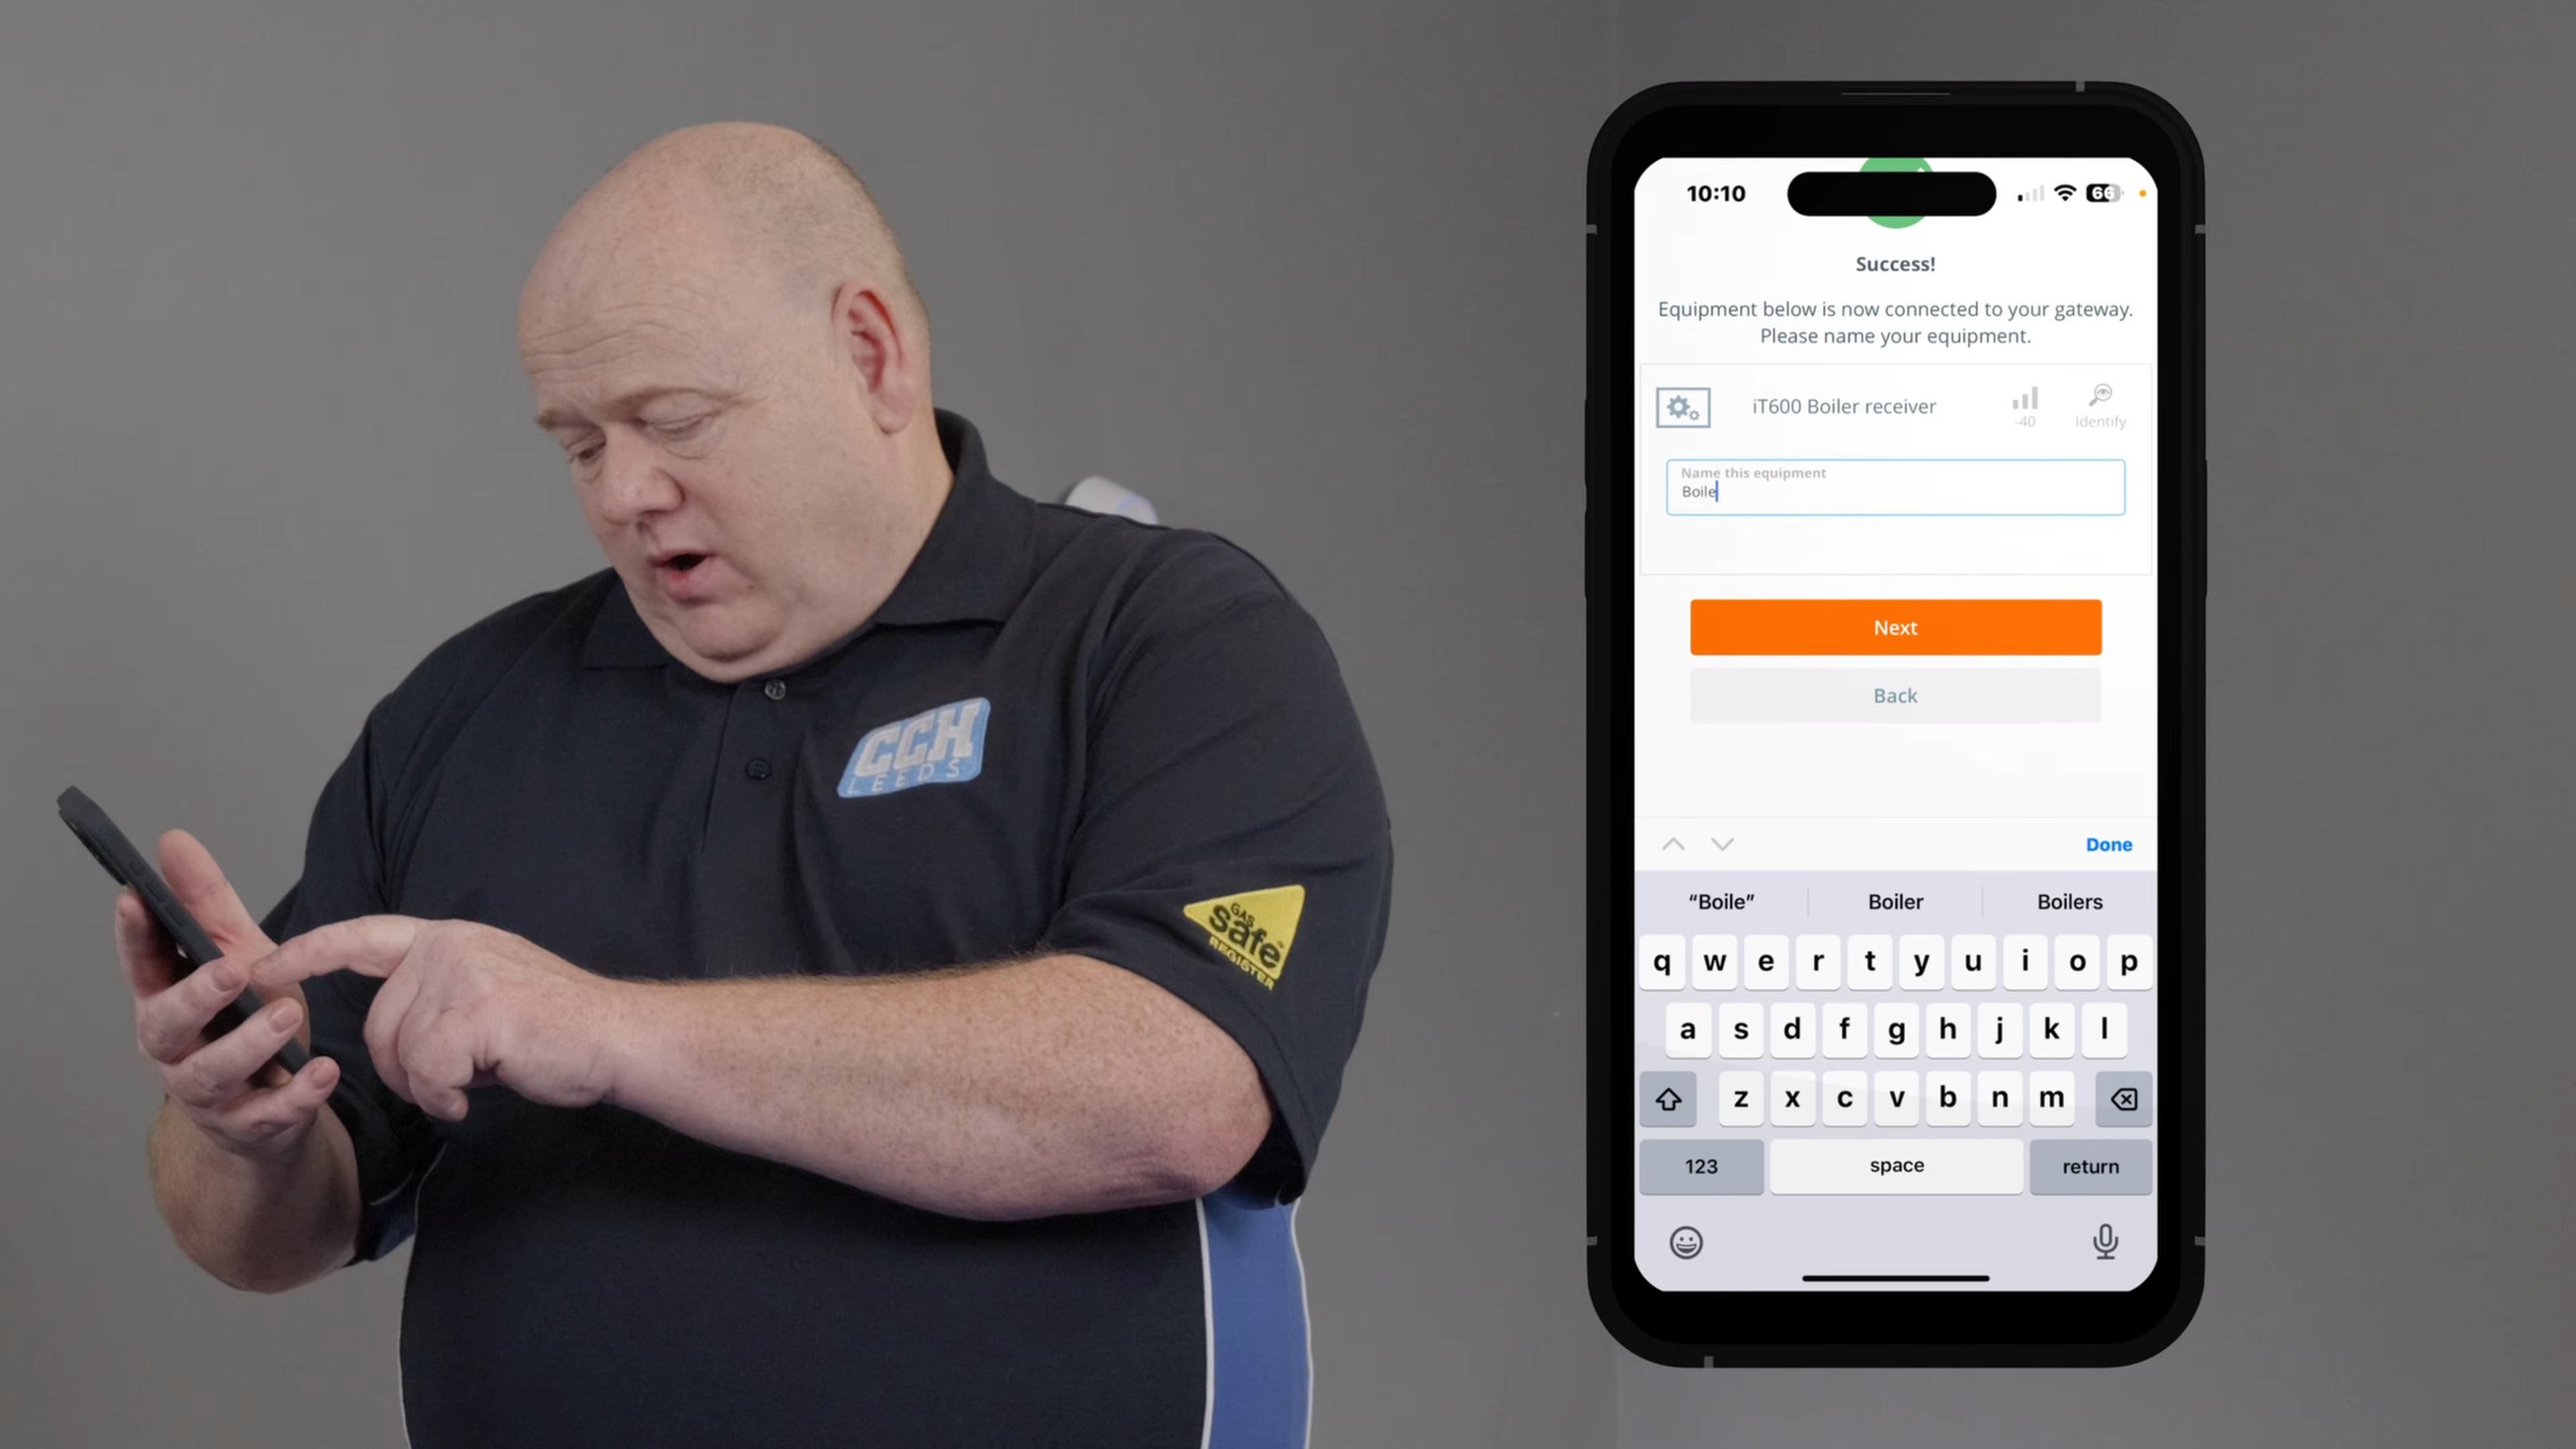 CCH
LEEDS
GAS
safe
REGISTER
10:10
66
Success!
Equipment below is now connected to your gateway.
Please name your equipment.
iT600 Boiler receiver
-40
Identify
Name this equipment
Boile
Next
Back
Done
“Boile” Boiler Boilers
q w e r t y u i o p
a s d f g h j k l
z x c v b n m
123 space return